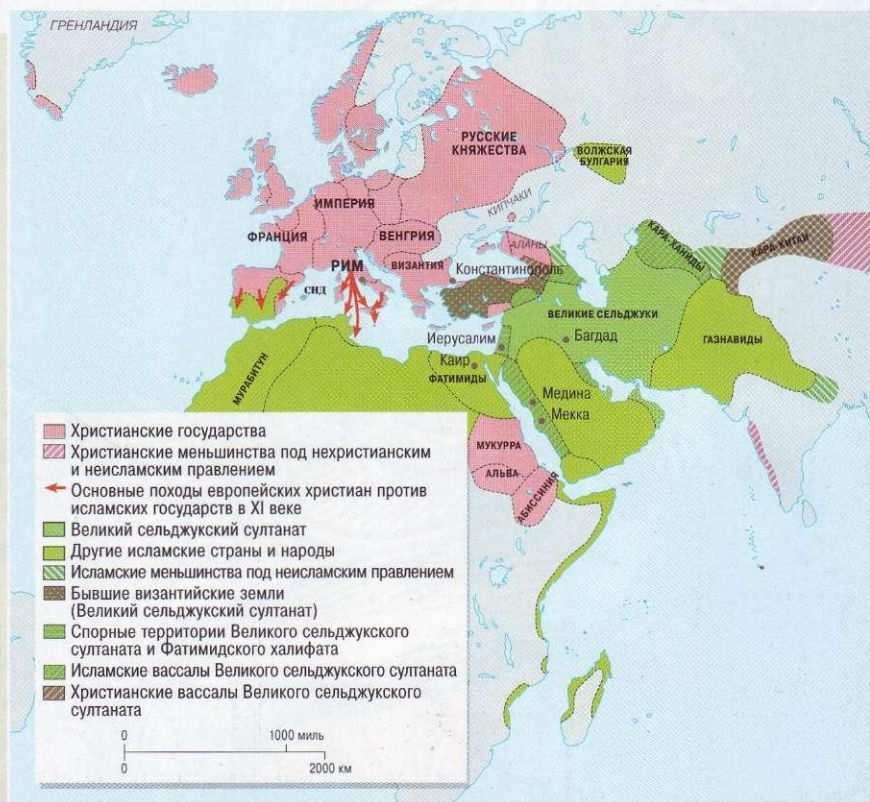 ГРЕНЛАНДИЯ
РУССКИЕ
КНЯЖЕСТВА
ВОЛЖСКАЯ
БУЛГАРИЯ
КИПЧАКИ
ИМПЕРИЯ
ФРАНЦИЯ
ВЕНГРИЯ
АЛАНЫ
КАРА-ХАНИДЫ
КАРА-КИТАИ
РИМ
ВИЗАНТИЯ
Константинополь
СИД
ВЕЛИКИЕ СЕЛЬДЖУКИ
Иерусалим
Багдад
ГАЗНАВИДЫ
Каир
ФАТИМИДЫ
МУРАБИТУН
Медина
Мекка
МУКУРРА
АЛЬВА
АБИССИНИЯ
Христианские государства
Христианские меньшинства под нехристианским
и неисламским правлением
Основные походы европейских христиан против
исламских государств в XI веке
Великий сельджукский султанат
Другие исламские страны и народы
Исламские меньшинства под неисламским правлением
Бывшие византийские земли
(Великий сельджукский султанат)
Спорные территории Великого сельджукского
султаната и Фатимидского халифата
Исламские вассалы Великого сельджукского султаната
Христианские вассалы Великого сельджукского
султаната
0 1000 миль
0 2000 км